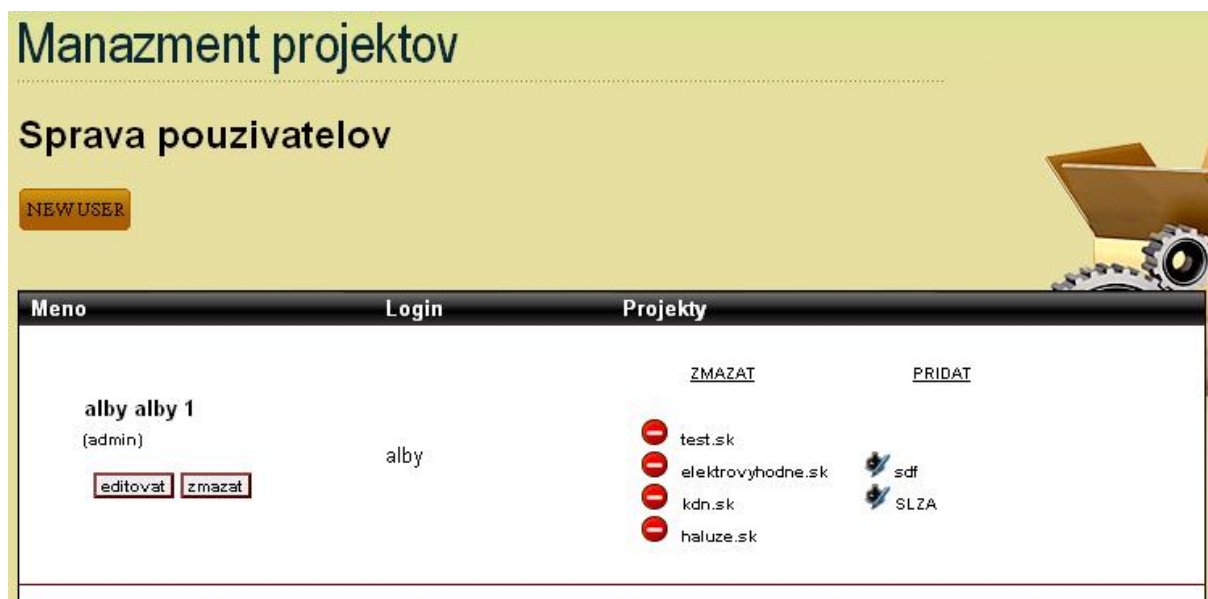 Manazment projektov
Sprava pouzivatelov
NEW USER
Meno Login Projekty
ZMAZAT PRIDAT
alby alby 1
(admin)
editovat zmazat
alby
test.sk
elektrovyhodne.sk sdf
kdn.sk SLZA
haluze.sk